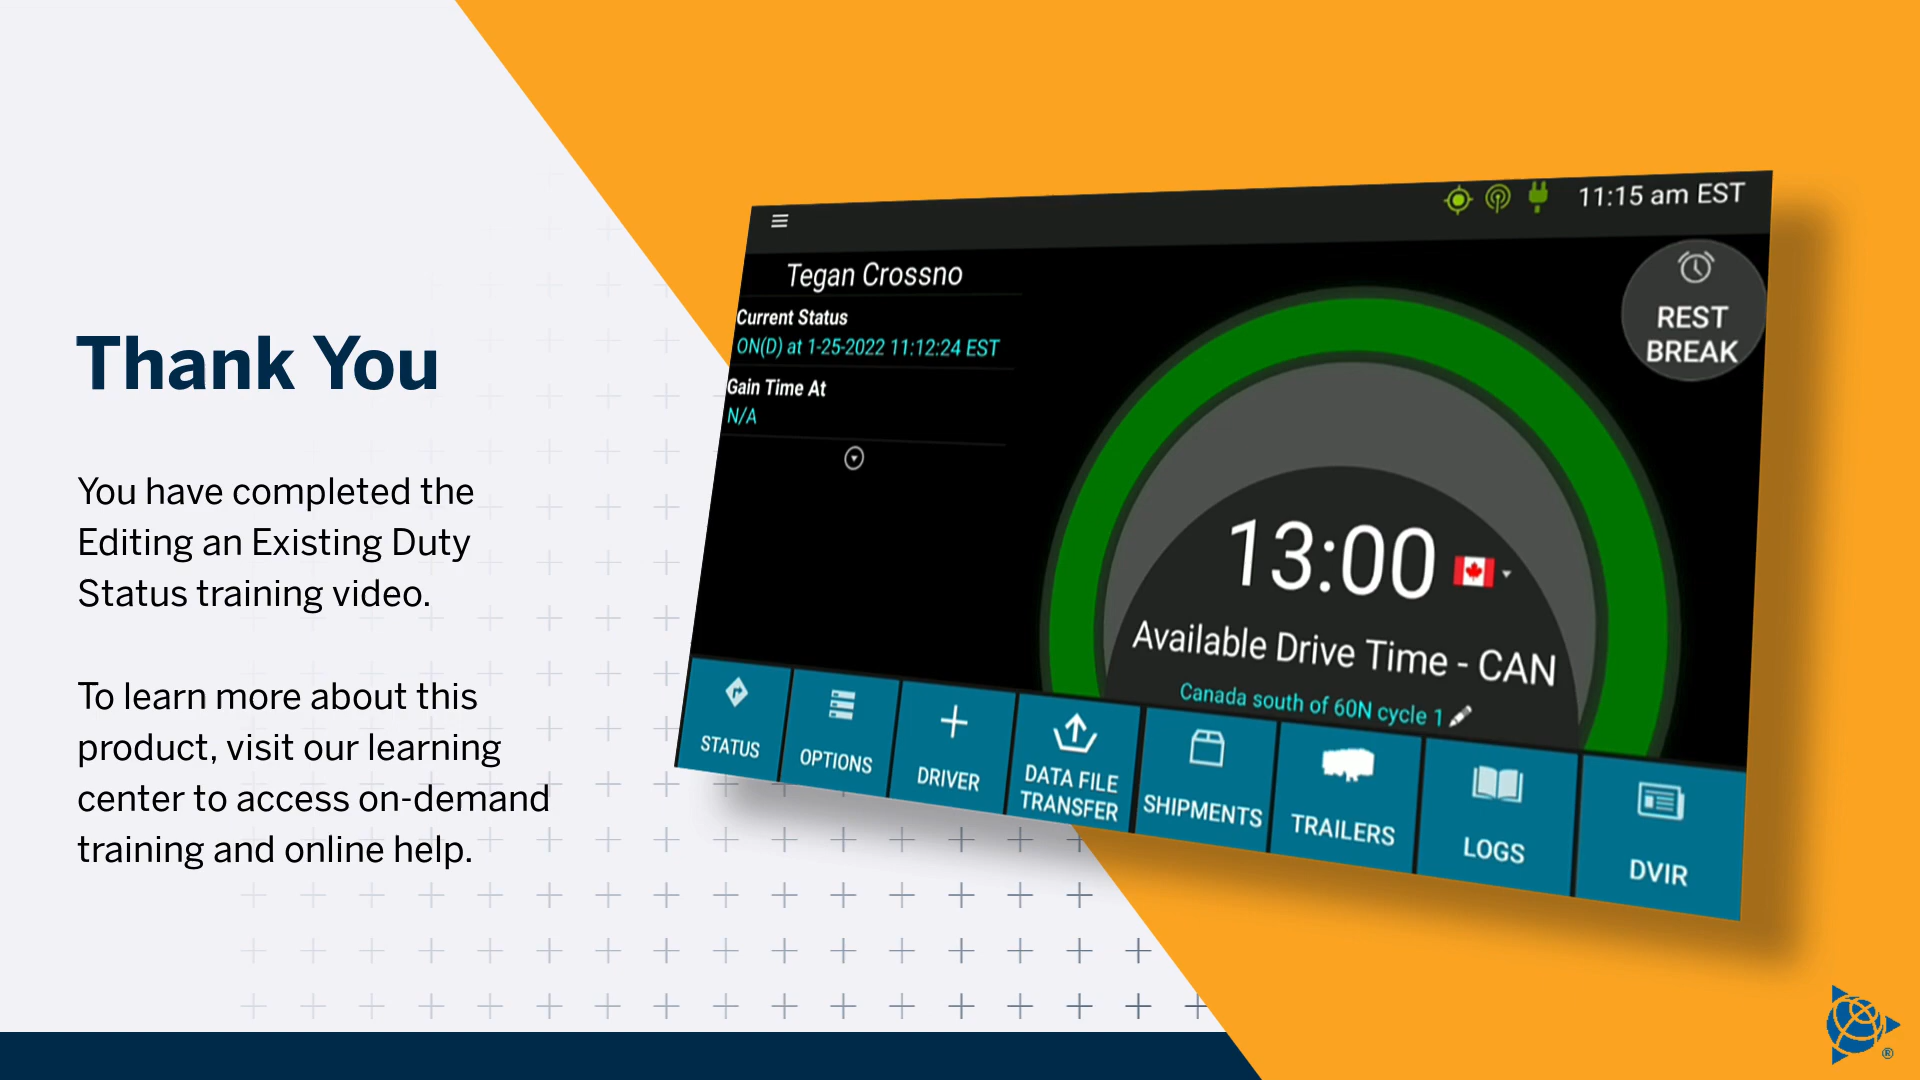 Thank You
You have completed the
Editing an Existing Duty
Status training video.
To learn more about this
product, visit our learning
center to access on-demand
training and online help.
11:15 am EST
Tegan Crossno
Current Status
ON(D) at 1-25-2022 11:12:24 EST
Gain Time At
N/A
REST
BREAK
13:00
Available Drive Time - CAN
Canada south of 60N cycle 1
STATUS
OPTIONS
DRIVER
DATA FILE
TRANSFER
SHIPMENTS
TRAILERS
LOGS
DVIR
®